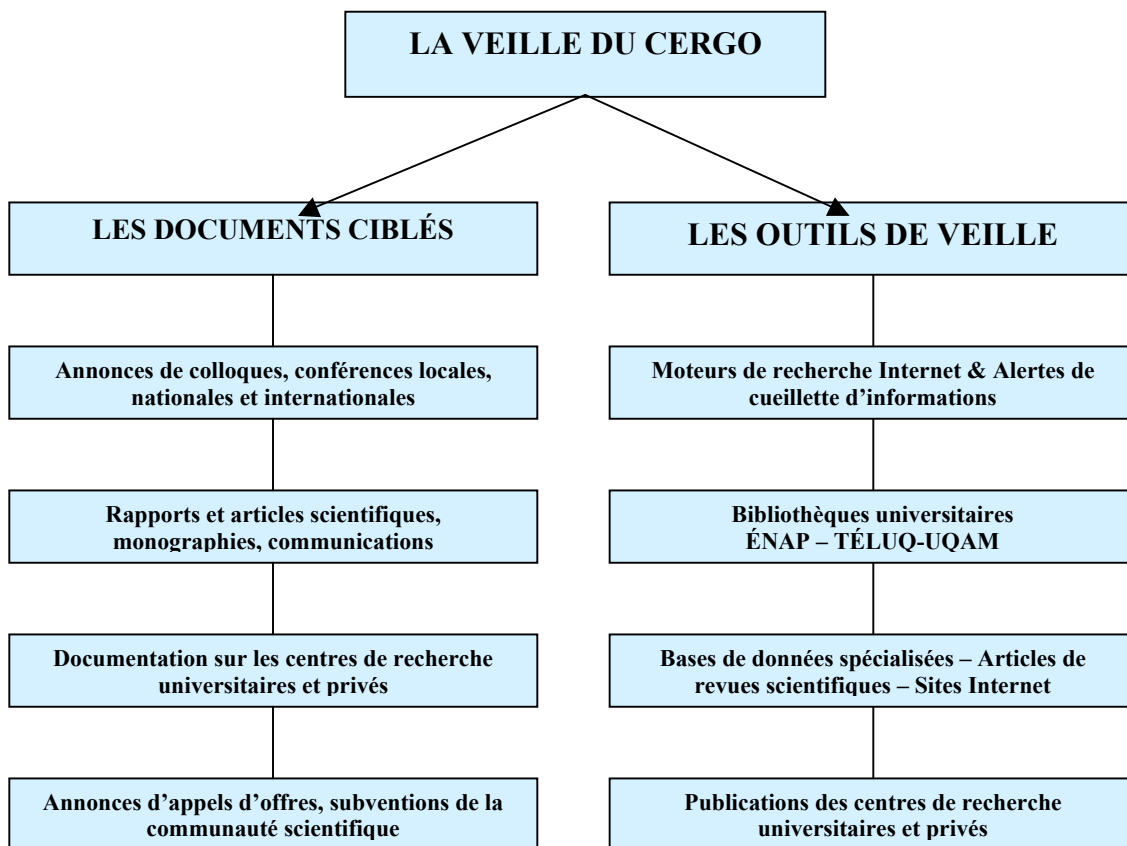 LA VEILLE DU CERGO
LES DOCUMENTS CIBLÉS
Annonces de colloques, conférences locales,
nationales et internationales
Rapports et articles scientifiques,
monographies, communications
Documentation sur les centres de recherche
universitaires et privés
Annonces d’appels d’offres, subventions de la
communauté scientifique
LES OUTILS DE VEILLE
Moteurs de recherche Internet & Alertes de
cueillette d’informations
Bibliothèques universitaires
ÉNAP – TÉLUQ-UQAM
Bases de données spécialisées – Articles de
revues scientifiques – Sites Internet
Publications des centres de recherche
universitaires et privés